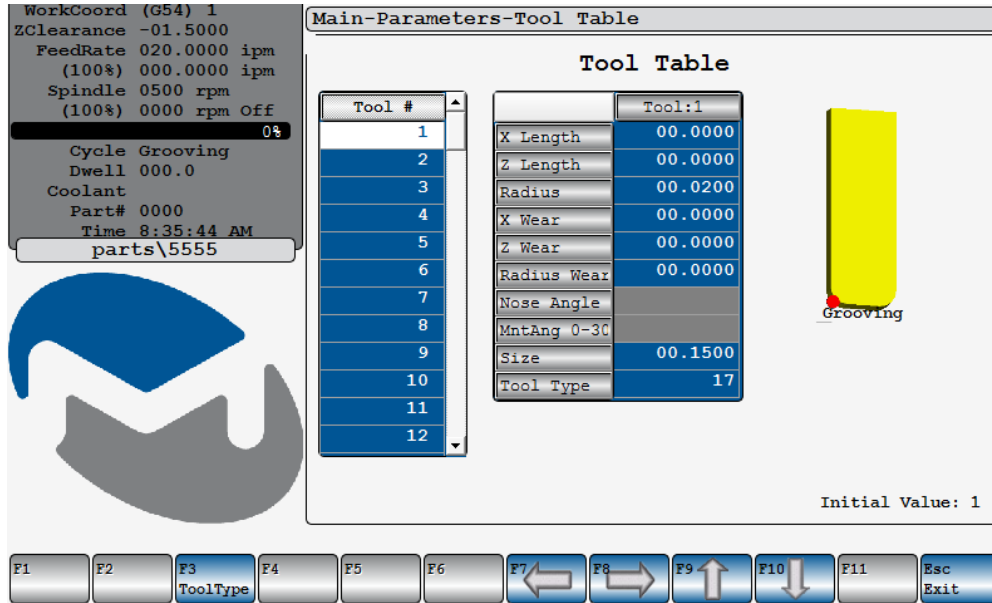 WorkCoord (G54) 1
ZClearance -01.5000
FeedRate 020.0000 ipm
(100%) 000.0000 ipm
Spindle 0500 rpm
(100%) 0000 rpm Off
0%
Cycle Grooving
Dwell 000.0
Coolant
Part# 0000
Time 8:35:44 AM
parts\5555
Main-Parameters-Tool Table
Tool Table
Tool #
1
2
3
4
5
6
7
8
9
10
11
12
Tool:1
X Length 00.0000
Z Length 00.0000
Radius 00.0200
X Wear 00.0000
Z Wear 00.0000
Radius Wear 00.0000
Nose Angle
MntAng 0-30
Size 00.1500
Tool Type 17
Grooving
Initial Value: 1
F1
F2
F3 ToolType
F4
F5
F6
F7
F8
F9
F10
F11
Esc Exit